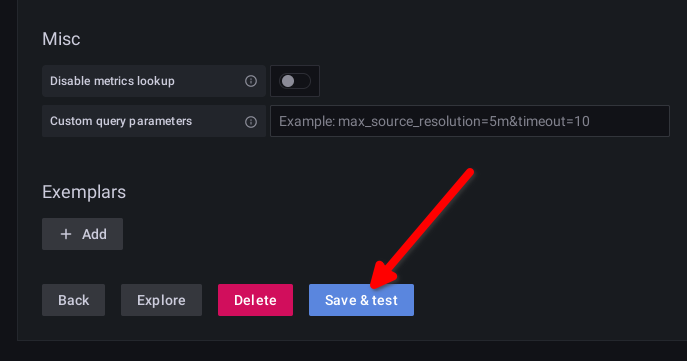 Misc
Disable metrics lookup
Custom query parameters Example: max_source_resolution=5m&timeout=10
Exemplars
+ Add
Back Explore Delete Save & test